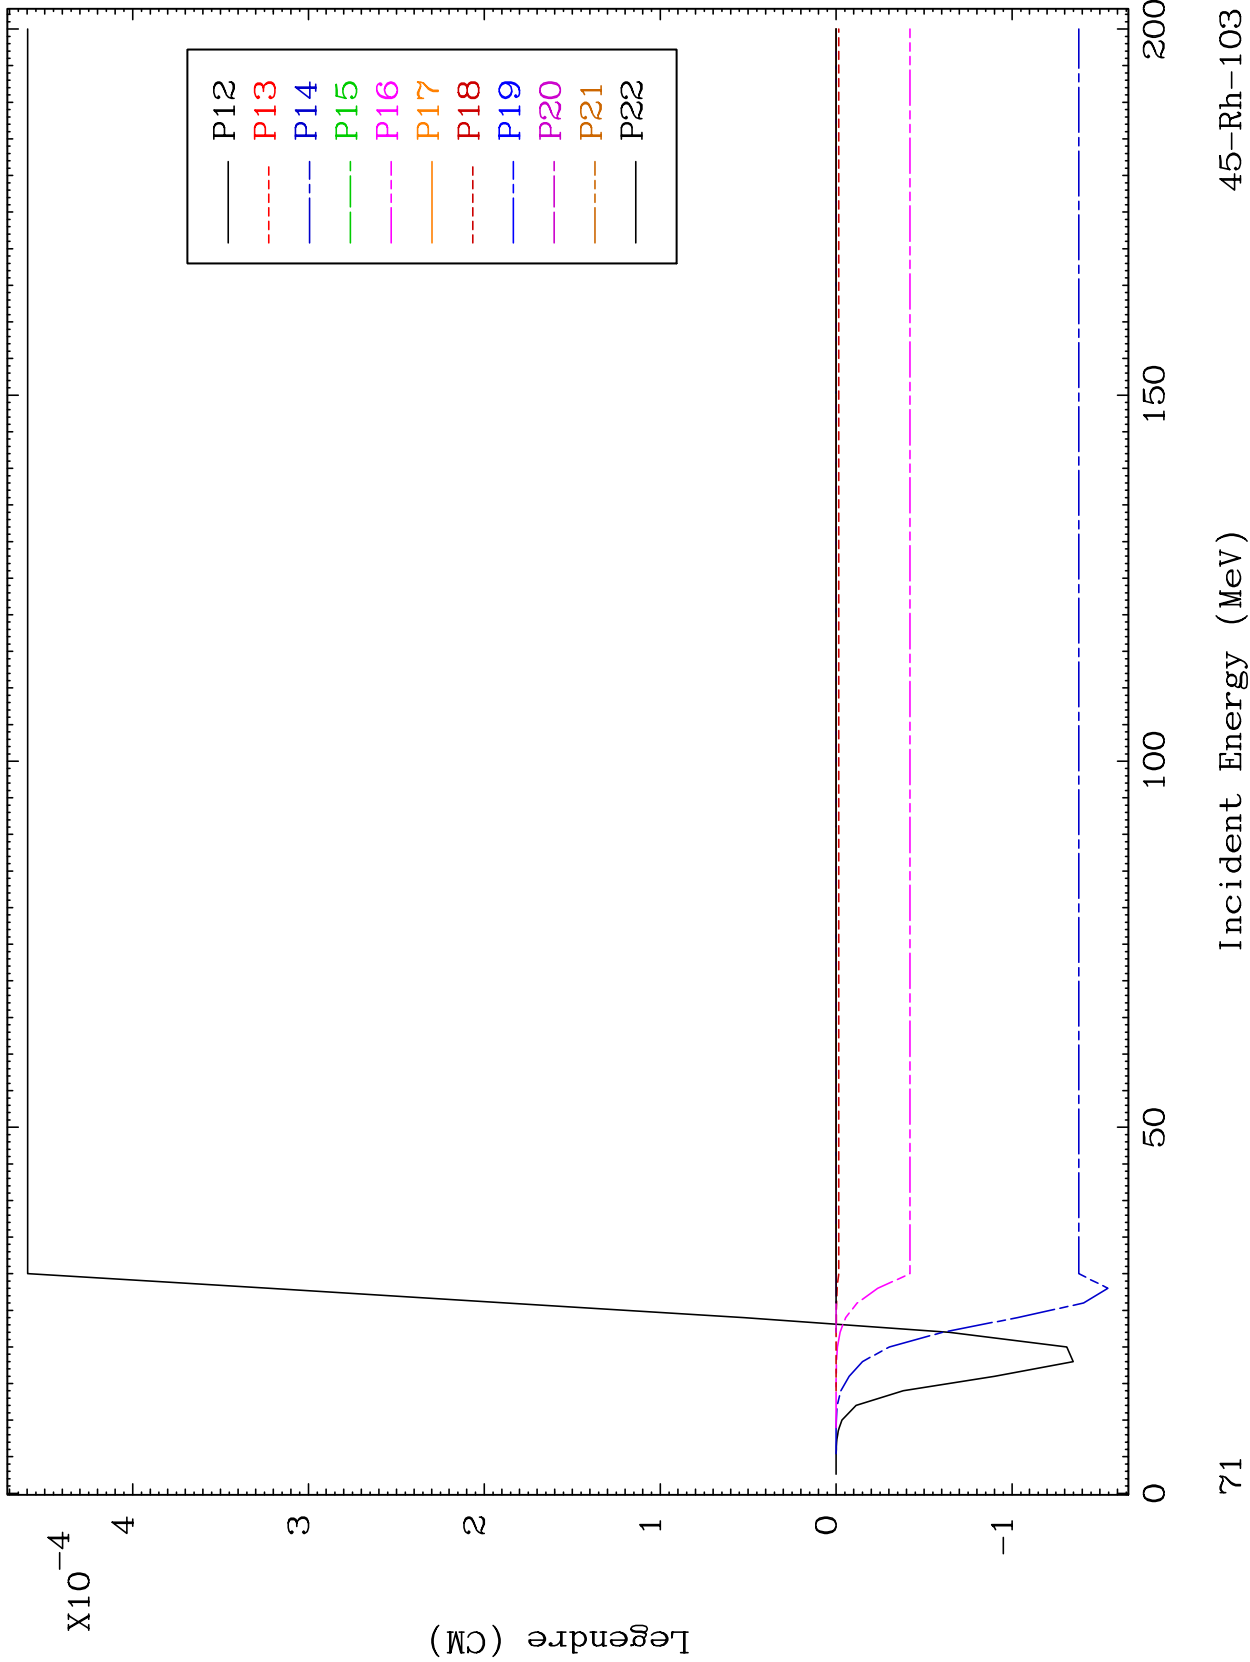 X10-4
4
3
2
1
0
-1
Legendre (CM)
P12
P13
P14
P15
P16
P17
P18
P19
P20
P21
P22
0
50
100
150
200
71
Incident Energy (MeV)
45-Rh-103